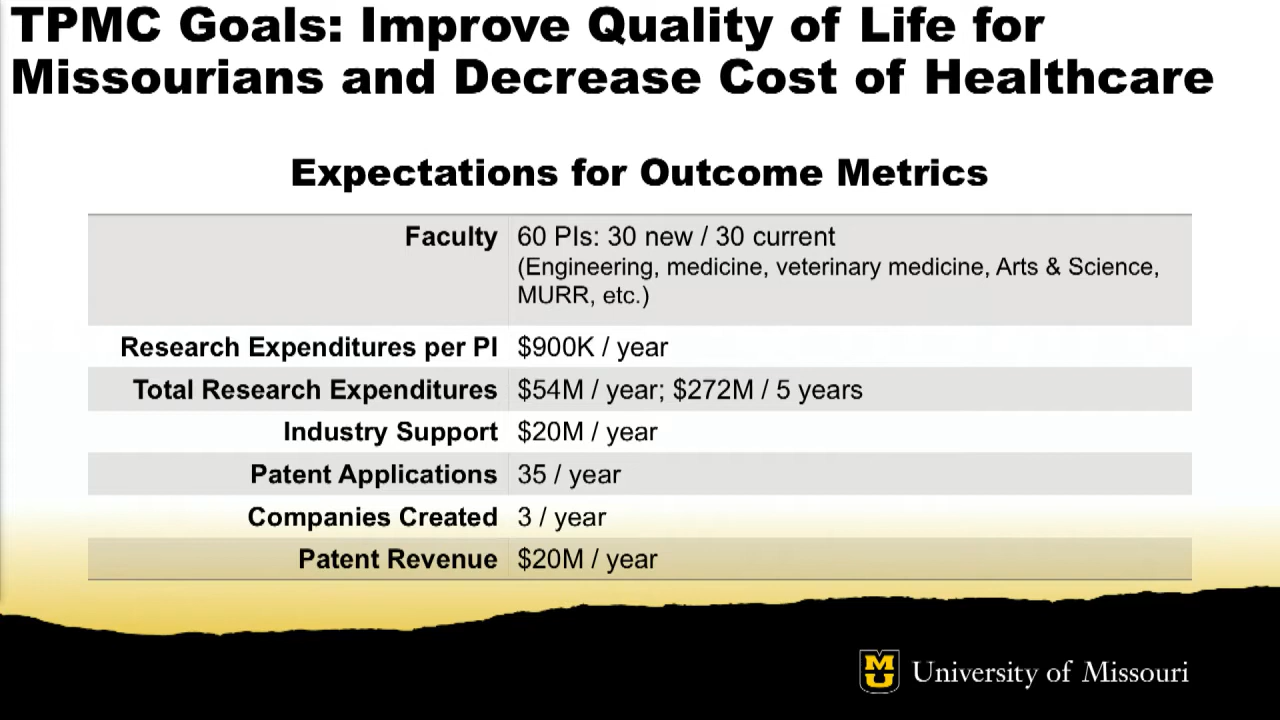 TPMC Goals: Improve Quality of Life for
Missourians and Decrease Cost of Healthcare
Expectations for Outcome Metrics
Faculty 60 PIs: 30 new / 30 current
(Engineering, medicine, veterinary medicine, Arts & Science,
MURR, etc.)
Research Expenditures per PI $900K / year
Total Research Expenditures $54M / year; $272M / 5 years
Industry Support $20M / year
Patent Applications 35 / year
Companies Created 3 / year
Patent Revenue $20M / year
MU University of Missouri